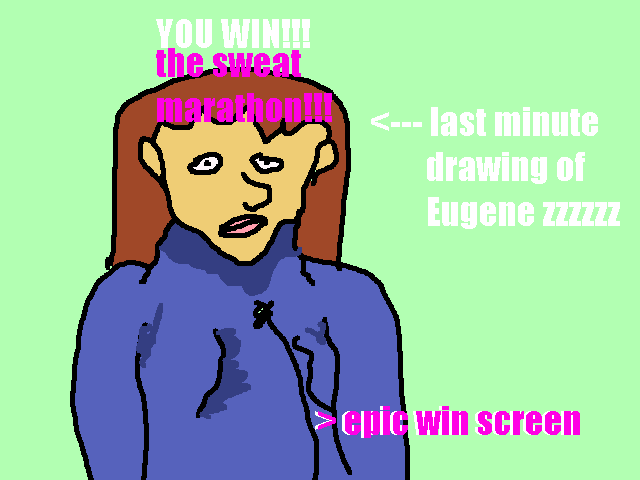 YOU WIN!!!
the sweat
marathon!!!
<--- last minute
drawing of
Eugene zzzzzz
> epic win screen